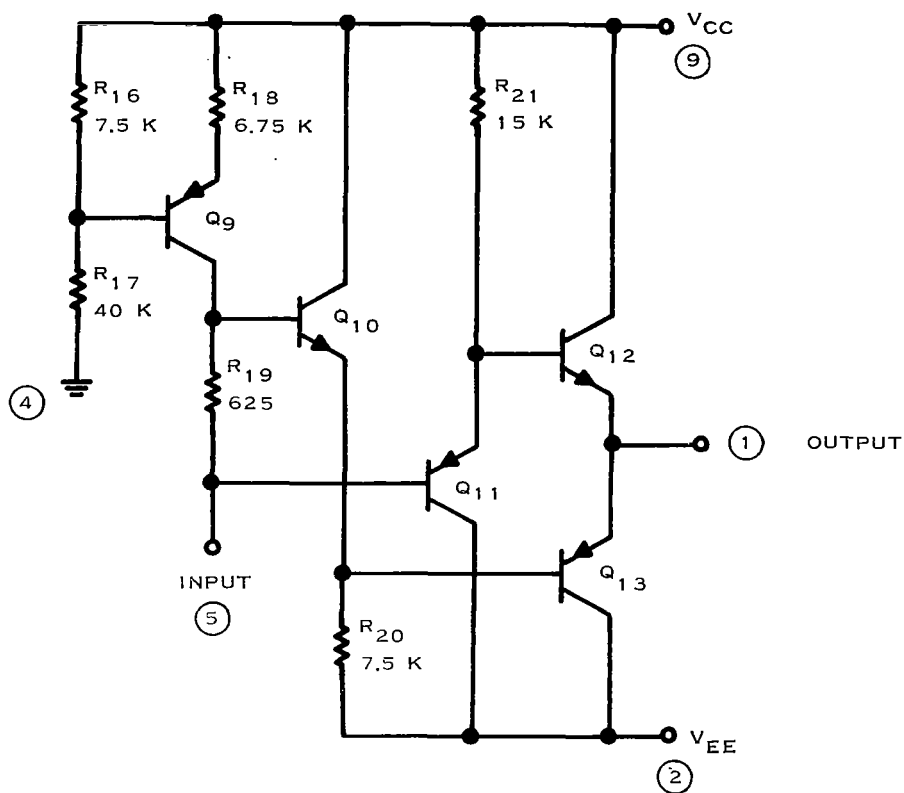 VCC
9
R16
7.5 K
R18
6.75 K
R21
15 K
Q9
R17
40 K
Q10
Q12
R19
625
4
1 OUTPUT
Q11
INPUT
5
Q13
R20
7.5 K
VEE
2